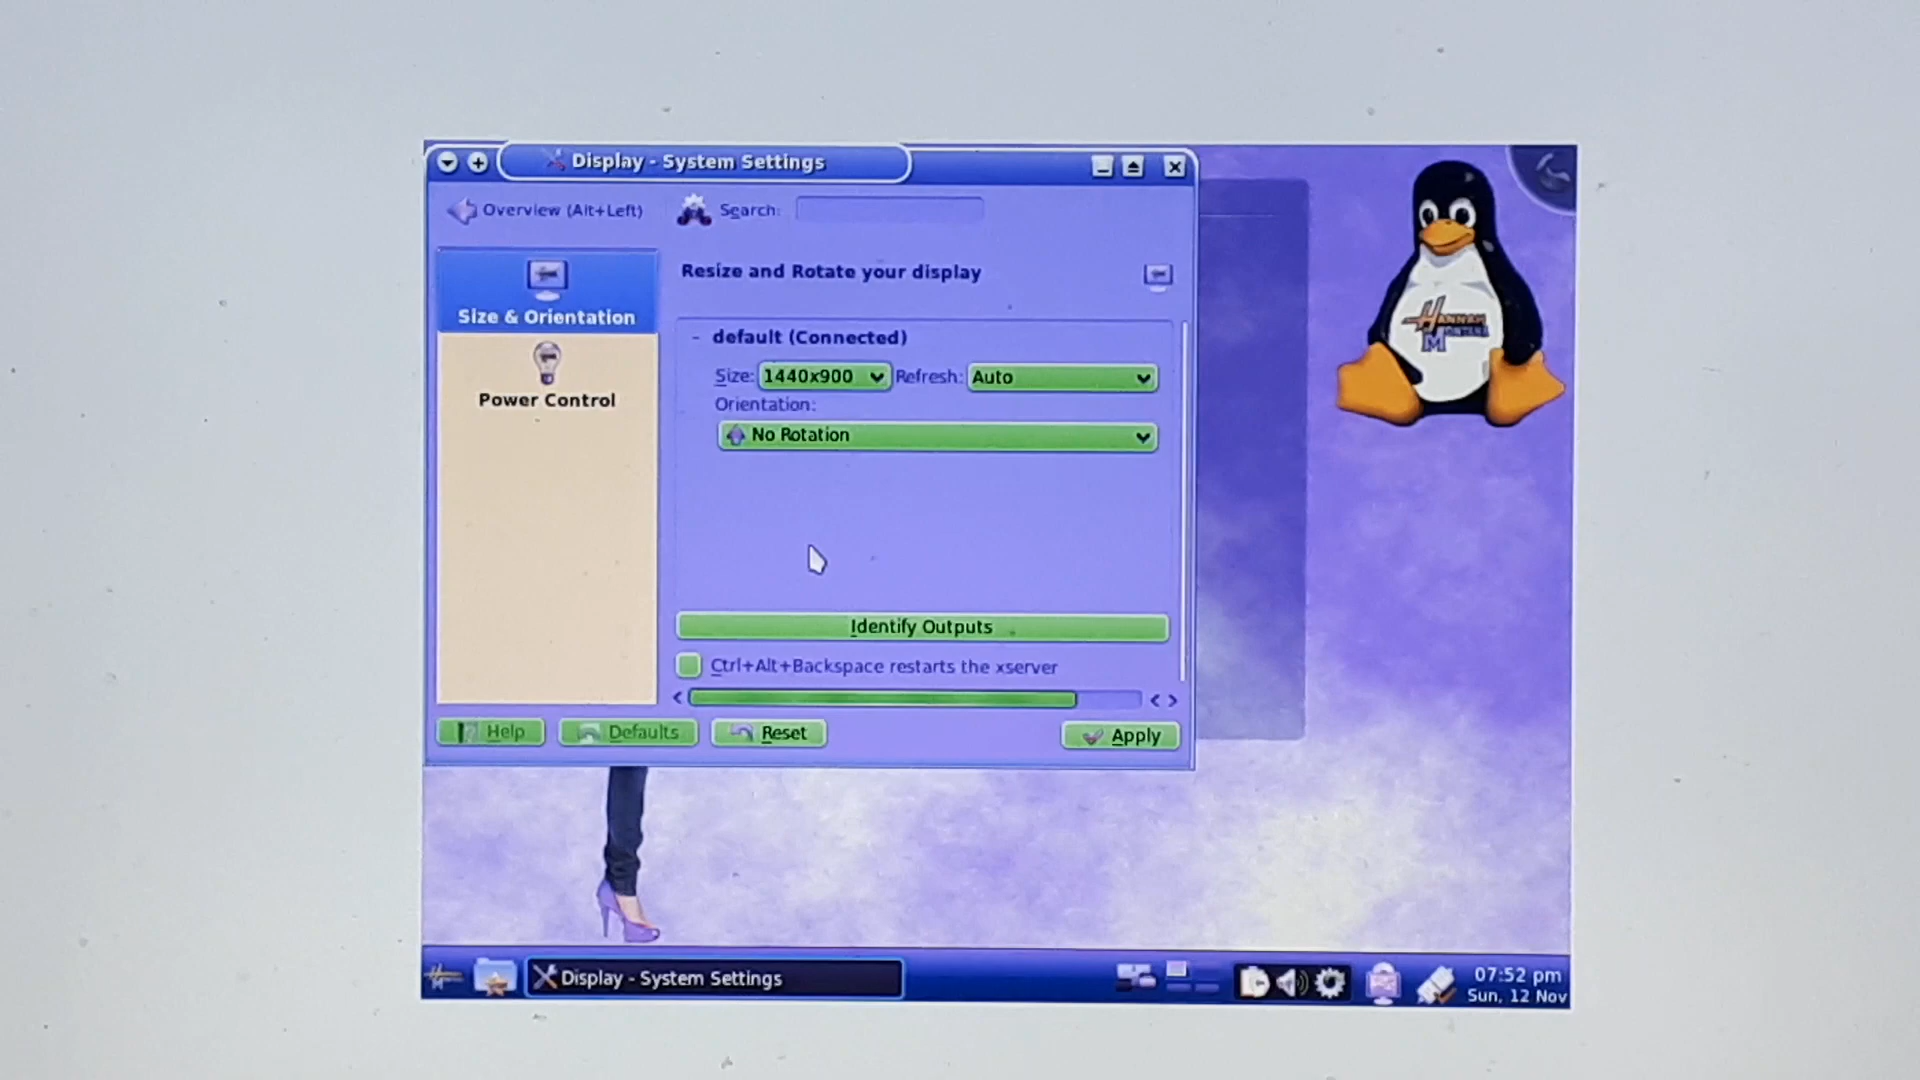 Display - System Settings
Overview (Alt+Left)
Search:
Size & Orientation
Power Control
Resize and Rotate your display
default (Connected)
Size: 1440x900 Refresh: Auto
Orientation:
No Rotation
Identify Outputs
Ctrl+Alt+Backspace restarts the xserver
Help Defaults Reset Apply
HANNAH
MONTANA
Display - System Settings
07:52 pm
Sun, 12 Nov